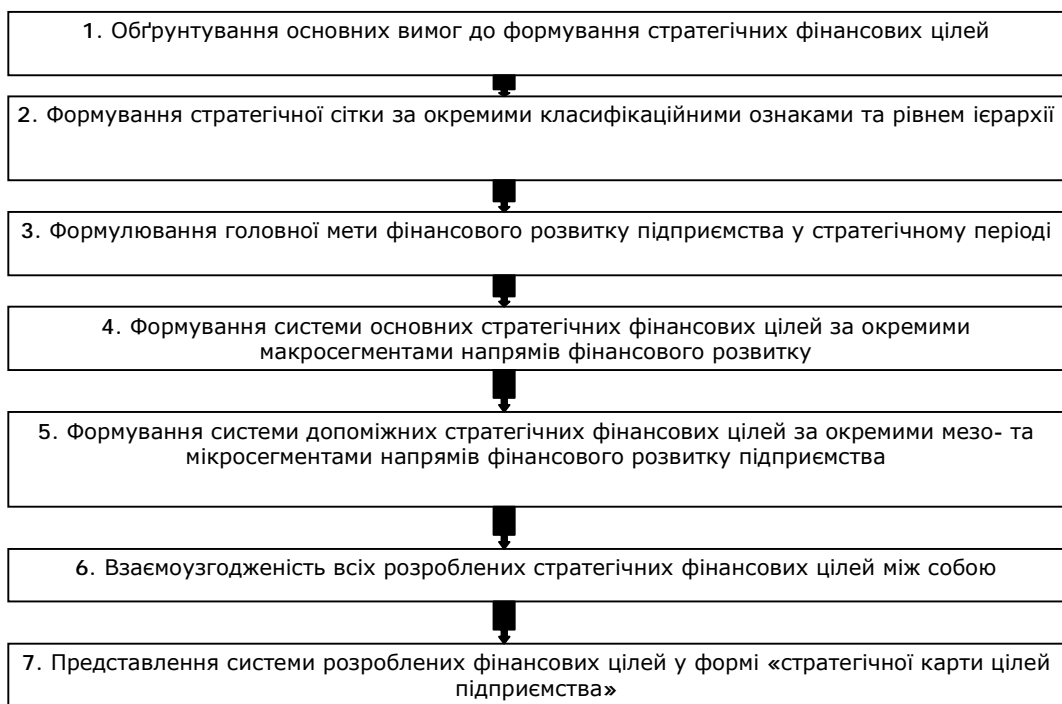 1. Обґрунтування основних вимог до формування стратегічних фінансових цілей
2. Формування стратегічної сітки за окремими класифікаційними ознаками та рівнем ієрархії
3. Формулювання головної мети фінансового розвитку підприємства у стратегічному періоді
4. Формування системи основних стратегічних фінансових цілей за окремими
макросегментами напрямів фінансового розвитку
5. Формування системи допоміжних стратегічних фінансових цілей за окремими мезо- та
мікросегментами напрямів фінансового розвитку підприємства
6. Взаємоузгодженість всіх розроблених стратегічних фінансових цілей між собою
7. Представлення системи розроблених фінансових цілей у формі «стратегічної карти цілей
підприємства»